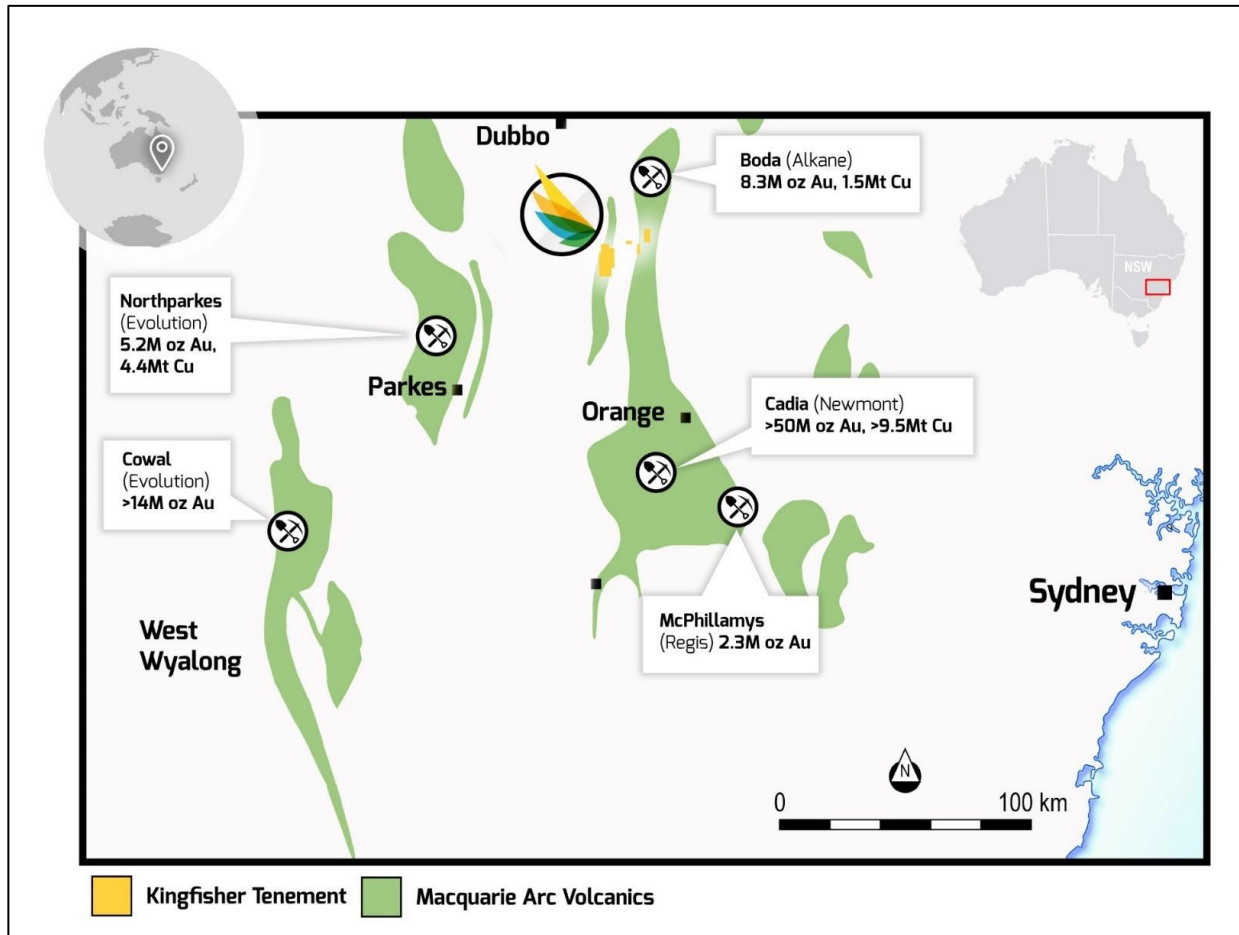 Dubbo
Boda (Alkane)
8.3M oz Au, 1.5Mt Cu
NSW
Northparkes
(Evolution)
5.2M oz Au,
4.4Mt Cu
Parkes
Orange
Cadia (Newmont)
>50M oz Au, >9.5Mt Cu
Cowal
(Evolution)
>14M oz Au
Sydney
McPhillamys
(Regis) 2.3M oz Au
West
Wyalong
N
0 100 km
Kingfisher Tenement Macquarie Arc Volcanics